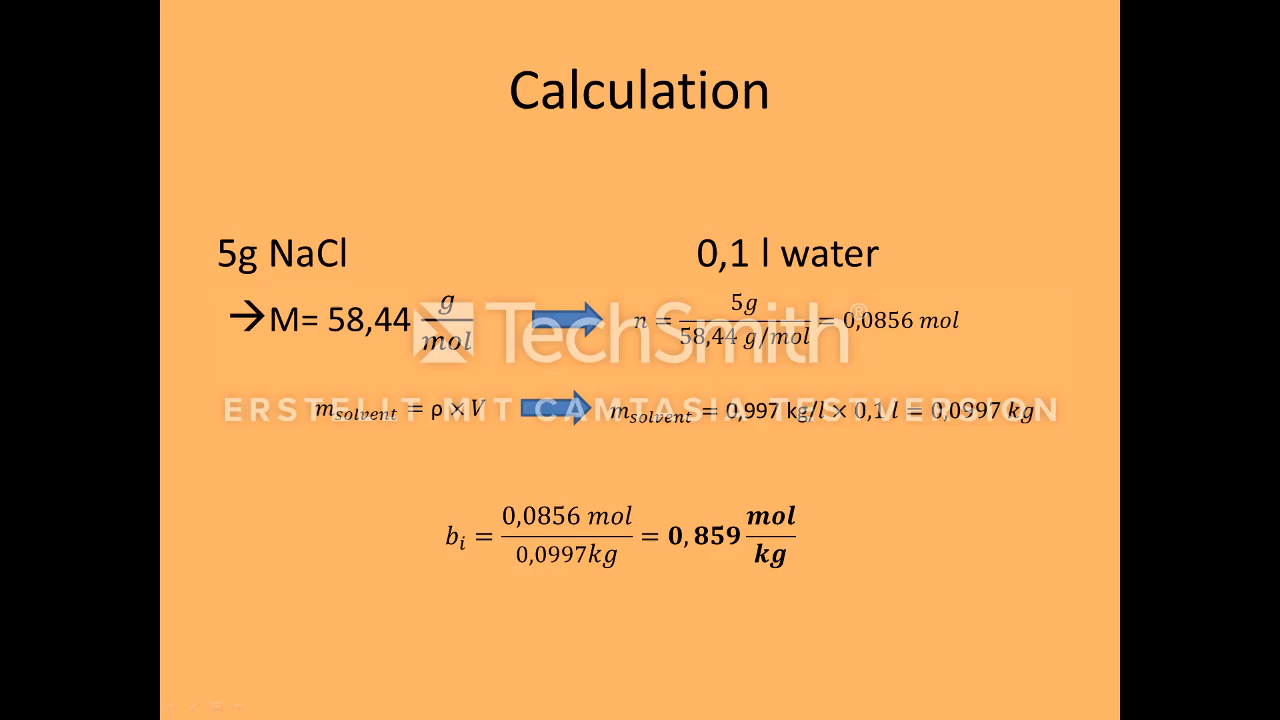 Calculation
5g NaCl
0,1 l water
→M= 58,44 g/mol
n = 5g / 58,44 g/mol = 0,0856 mol
TechSmith®
m_solvent = ρ × V
m_solvent = 0,997 kg/l × 0,1 l = 0,0997 kg
ERSTELLT MIT CAMTASIA TESTVERSION
b_i = 0,0856 mol / 0,0997kg = 0,859 mol/kg